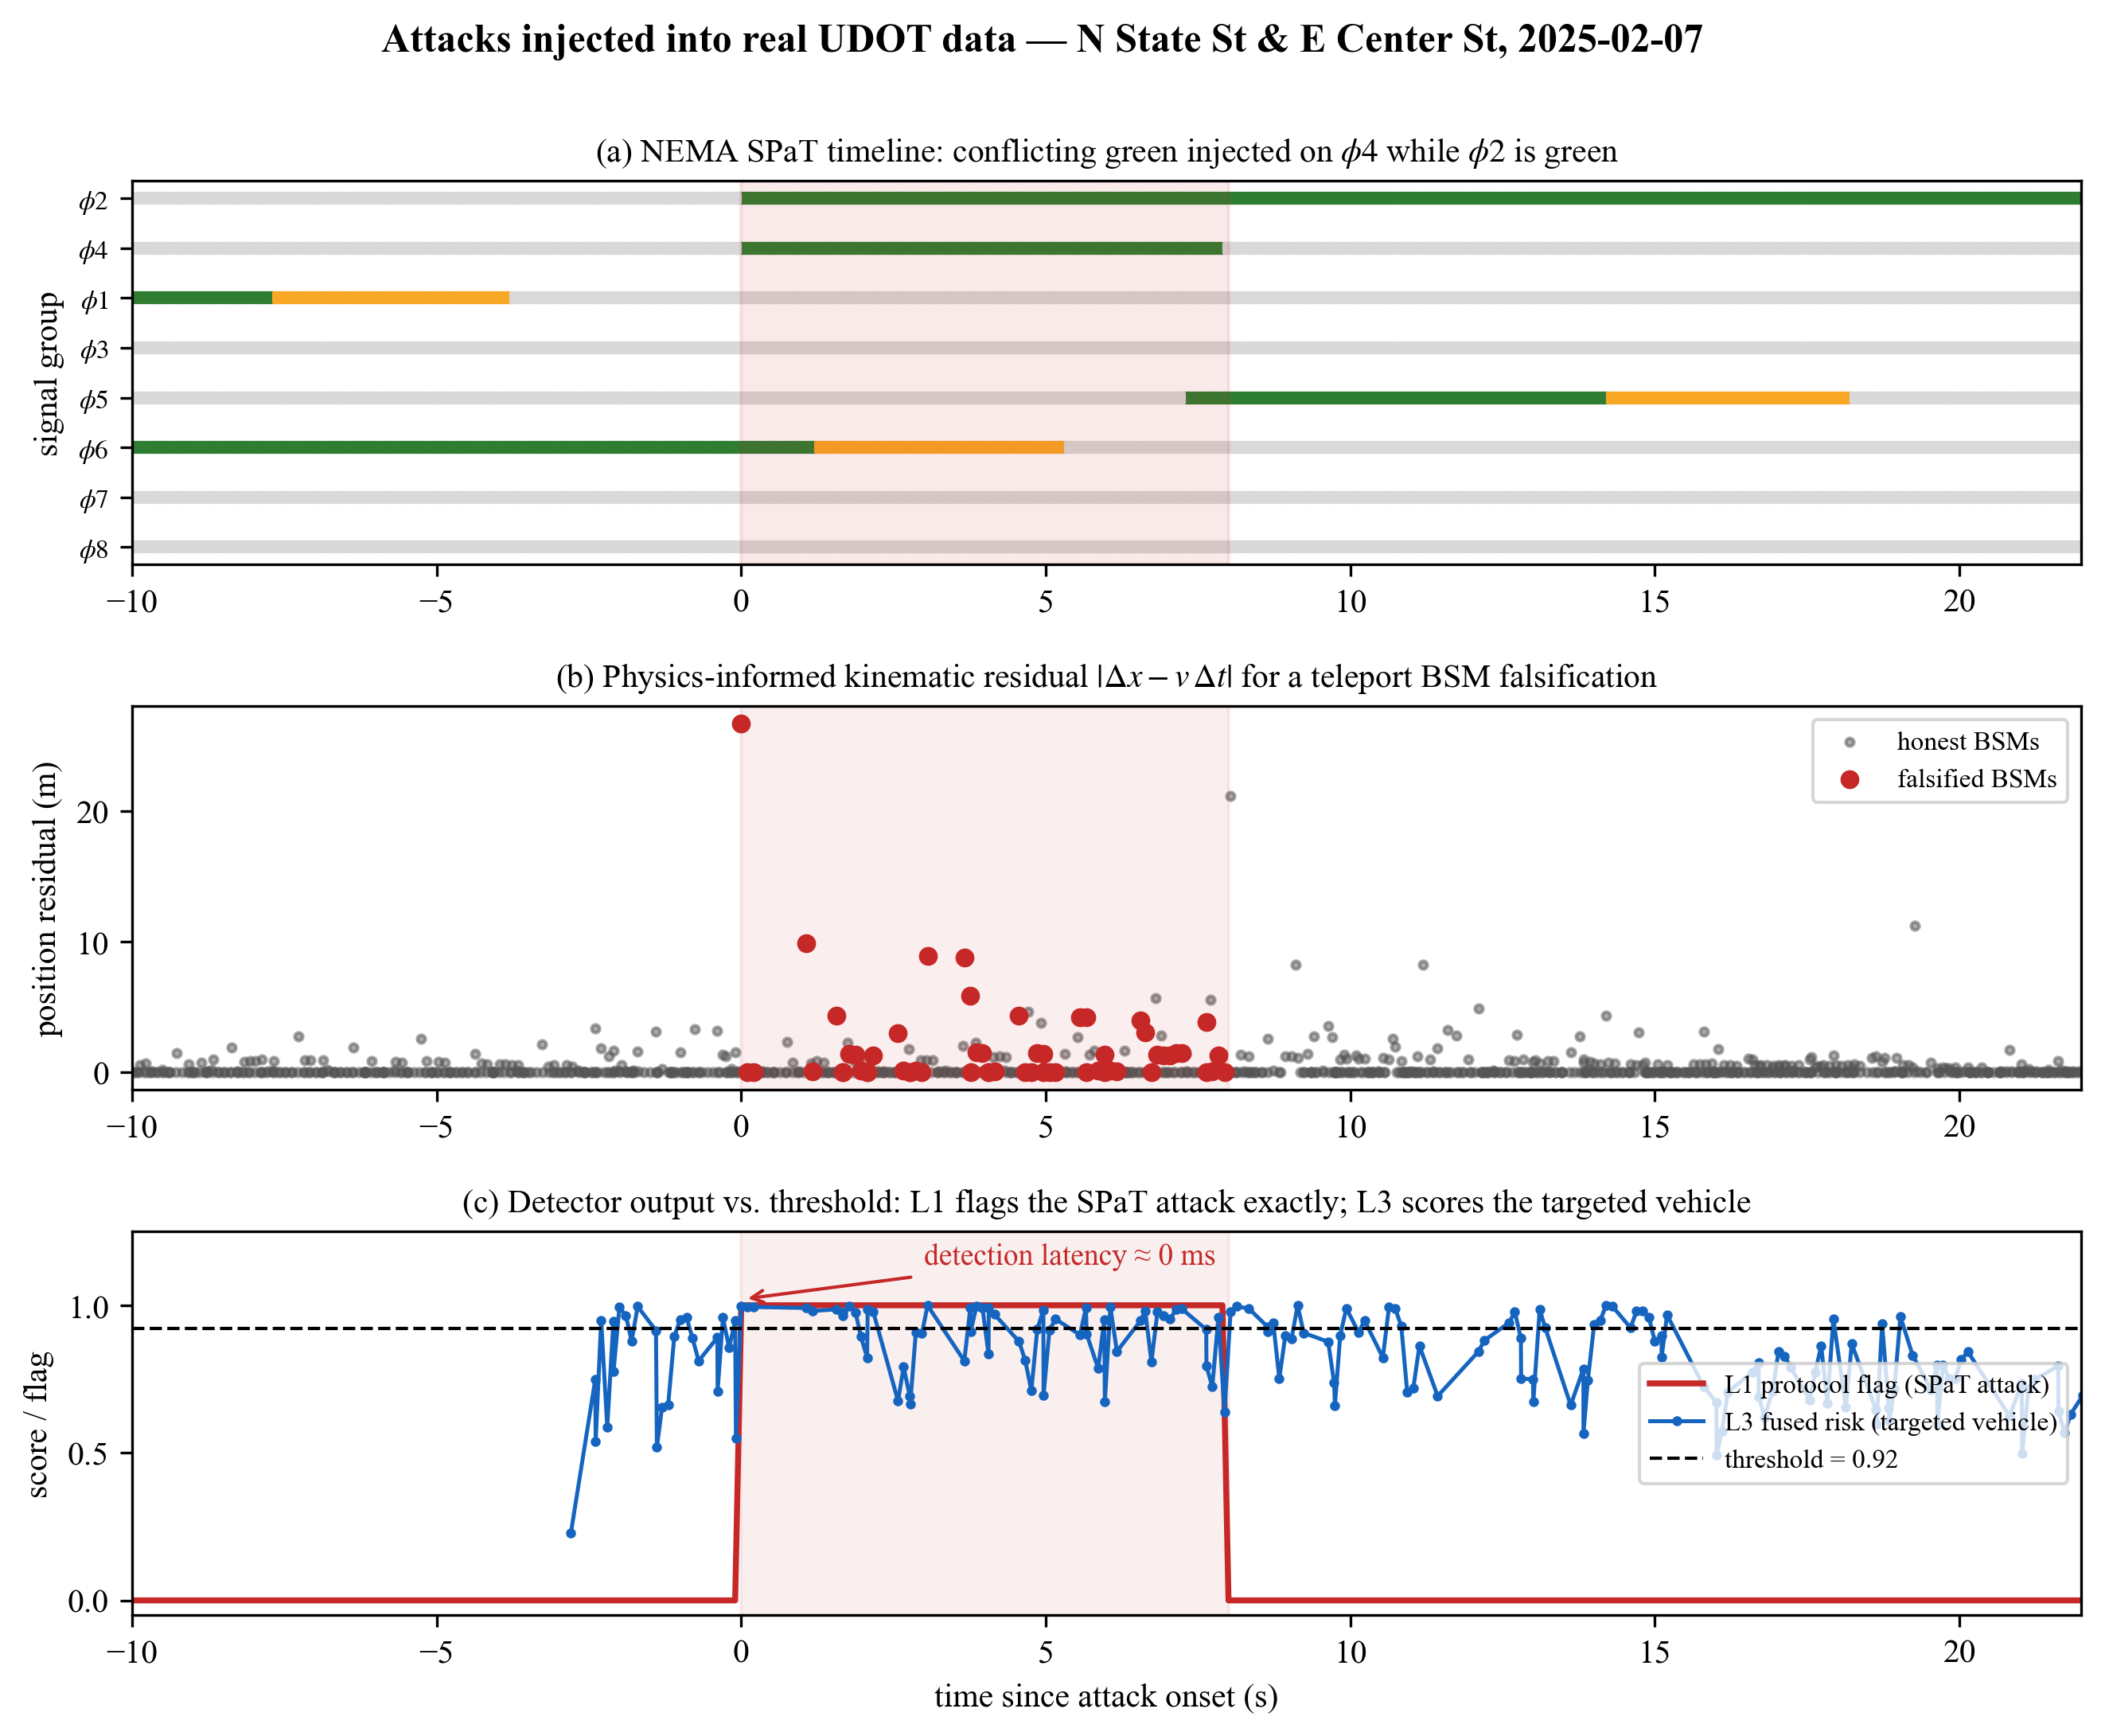 Attacks injected into real UDOT data — N State St & E Center St, 2025-02-07
(a) NEMA SPaT timeline: conflicting green injected on ϕ4 while ϕ2 is green
signal group
ϕ2
ϕ4
ϕ1
ϕ3
ϕ5
ϕ6
ϕ7
ϕ8
−10 −5 0 5 10 15 20
(b) Physics-informed kinematic residual |Δx − v Δt| for a teleport BSM falsification
position residual (m)
20
10
0
honest BSMs
falsified BSMs
−10 −5 0 5 10 15 20
(c) Detector output vs. threshold: L1 flags the SPaT attack exactly; L3 scores the targeted vehicle
score / flag
1.0
0.5
0.0
detection latency ≈ 0 ms
L1 protocol flag (SPaT attack)
L3 fused risk (targeted vehicle)
threshold = 0.92
−10 −5 0 5 10 15 20
time since attack onset (s)